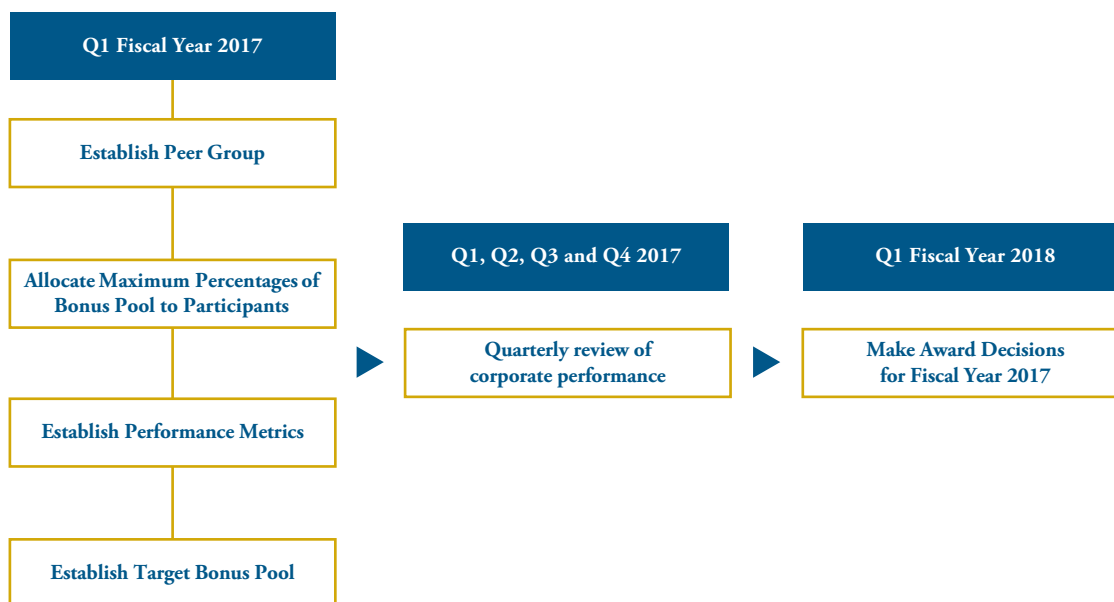 Q1 Fiscal Year 2017
Establish Peer Group
Allocate Maximum Percentages of
Bonus Pool to Participants
Establish Performance Metrics
Establish Target Bonus Pool
Q1, Q2, Q3 and Q4 2017
Quarterly review of
corporate performance
Q1 Fiscal Year 2018
Make Award Decisions
for Fiscal Year 2017